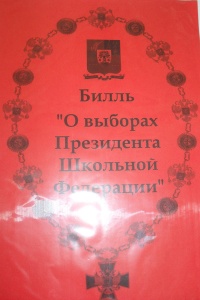 Билль
"О выборах
Президента
Школьной
Федерации"